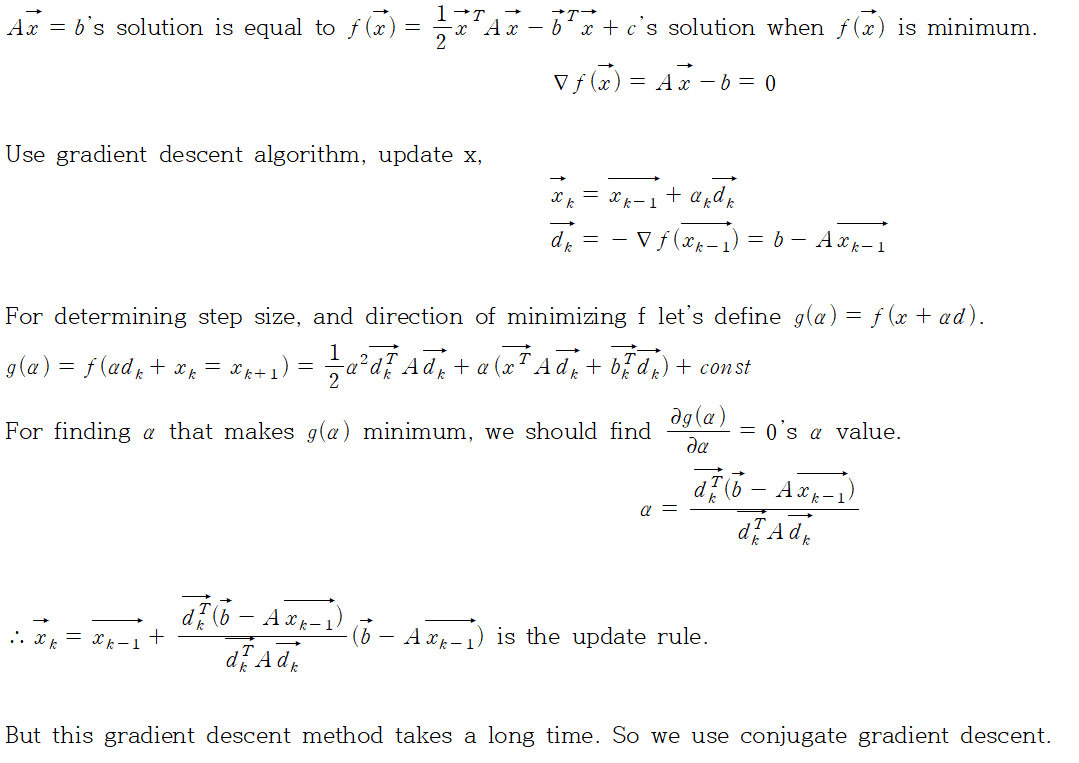 $A\vec{x} = b$'s solution is equal to $f(\vec{x}) = \frac{1}{2}\vec{x}^T A\vec{x} - \vec{b}^T\vec{x} + c$'s solution when $f(\vec{x})$ is minimum.
$\nabla f(\vec{x}) = A\vec{x} - b = 0$
Use gradient descent algorithm, update x,
$\overrightarrow{x}_k = \overrightarrow{x_{k-1}} + \alpha_k \overrightarrow{d_k}$
$\overrightarrow{d_k} = -\nabla f(\overrightarrow{x_{k-1}}) = b - A\overrightarrow{x_{k-1}}$
For determining step size, and direction of minimizing f let's define $g(\alpha) = f(x + \alpha d)$.
$g(\alpha) = f(\alpha d_k + x_k = x_{k+1}) = \frac{1}{2}\alpha^2 \overrightarrow{d_k^T} A \overrightarrow{d_k} + \alpha(\overrightarrow{x^T} A \overrightarrow{d_k} + \overrightarrow{b_k^T} \overrightarrow{d_k}) + const$
For finding $\alpha$ that makes $g(\alpha)$ minimum, we should find $\frac{\partial g(\alpha)}{\partial \alpha} = 0$'s $\alpha$ value.
$\alpha = \frac{\overrightarrow{d_k^T}(\vec{b} - A\overrightarrow{x_{k-1}})}{\overrightarrow{d_k^T} A \overrightarrow{d_k}}$
$\therefore \overrightarrow{x}_k = \overrightarrow{x_{k-1}} + \frac{\overrightarrow{d_k^T}(\vec{b} - A\overrightarrow{x_{k-1}})}{\overrightarrow{d_k^T} A \overrightarrow{d_k}} (\vec{b} - A\overrightarrow{x_{k-1}})$ is the update rule.
But this gradient descent method takes a long time. So we use conjugate gradient descent.